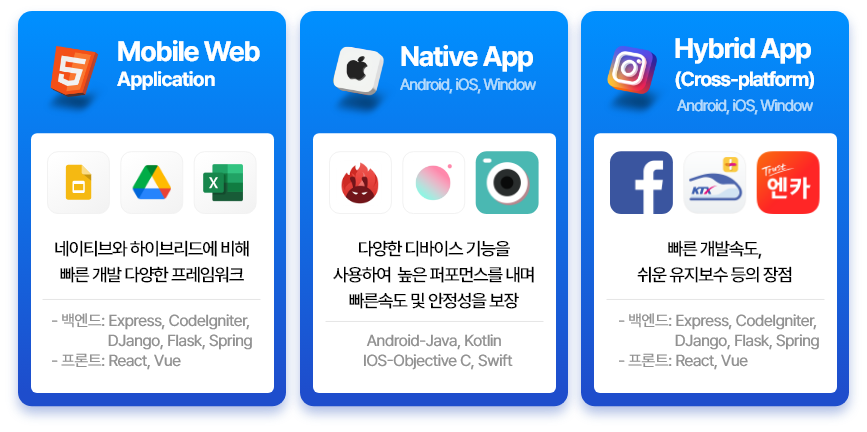 Mobile Web
Application
네이티브와 하이브리드에 비해
빠른 개발 다양한 프레임워크
- 백엔드: Express, CodeIgniter,
DJango, Flask, Spring
- 프론트: React, Vue
Native App
Android, iOS, Window
다양한 디바이스 기능을
사용하여 높은 퍼포먼스를 내며
빠른속도 및 안정성을 보장
Android-Java, Kotlin
IOS-Objective C, Swift
Hybrid App
(Cross-platform)
Android, iOS, Window
KTX
Trust
엔카
빠른 개발속도,
쉬운 유지보수 등의 장점
- 백엔드: Express, CodeIgniter,
DJango, Flask, Spring
- 프론트: React, Vue